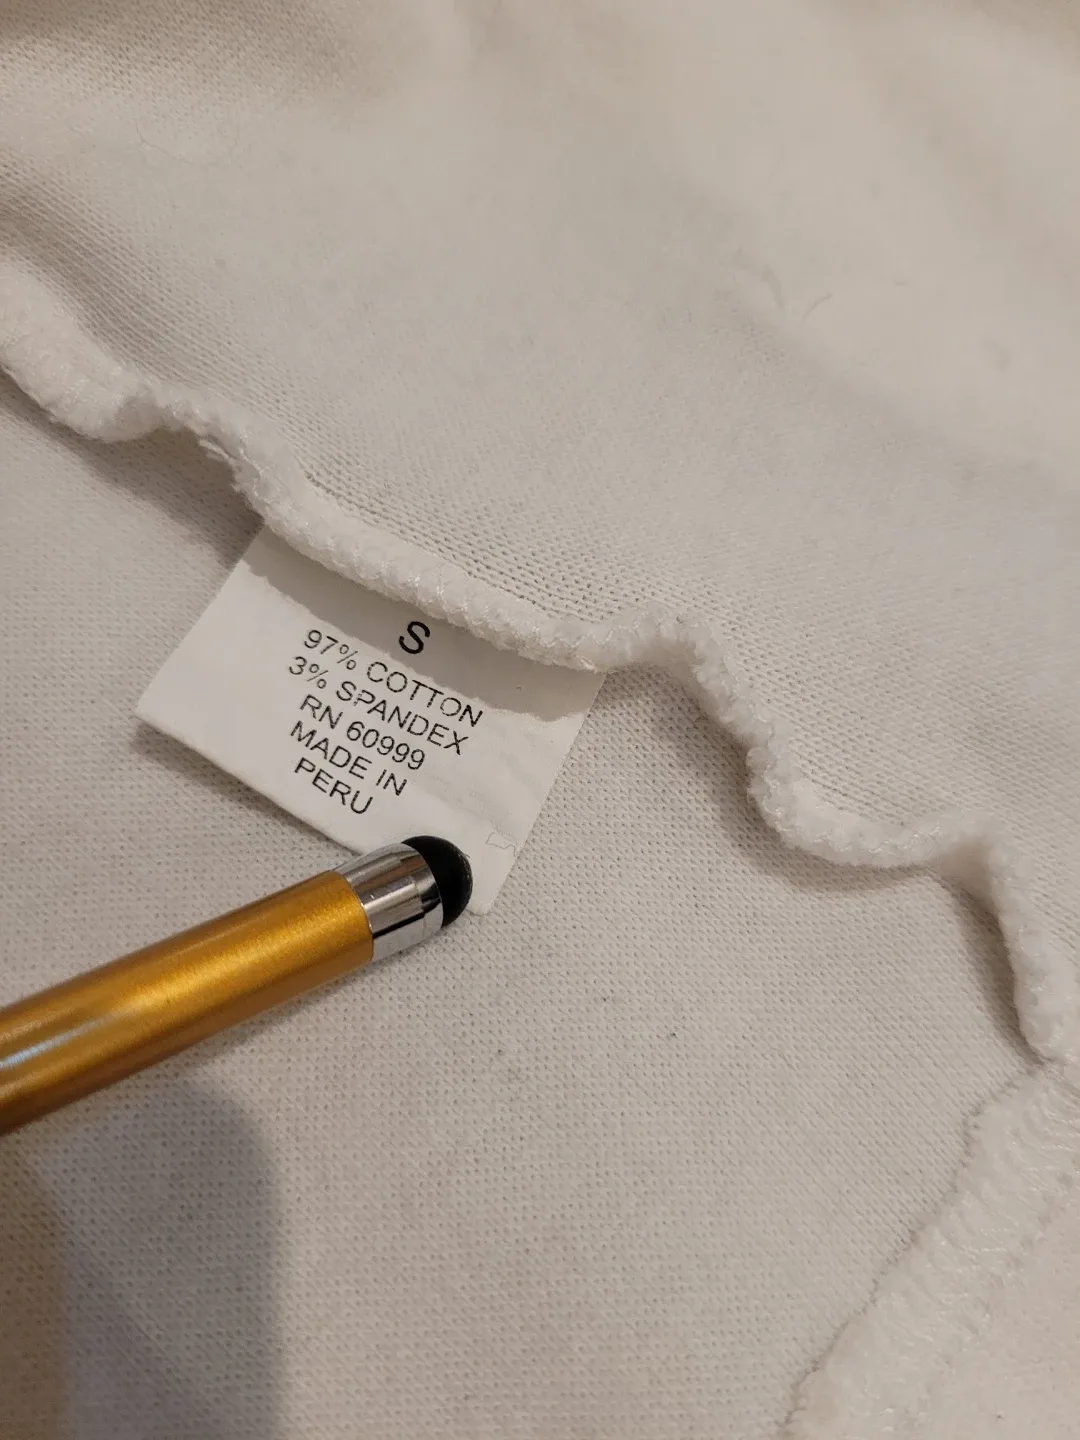 S
97% COTTON
3% SPANDEX
RN 60999
MADE IN
PERU